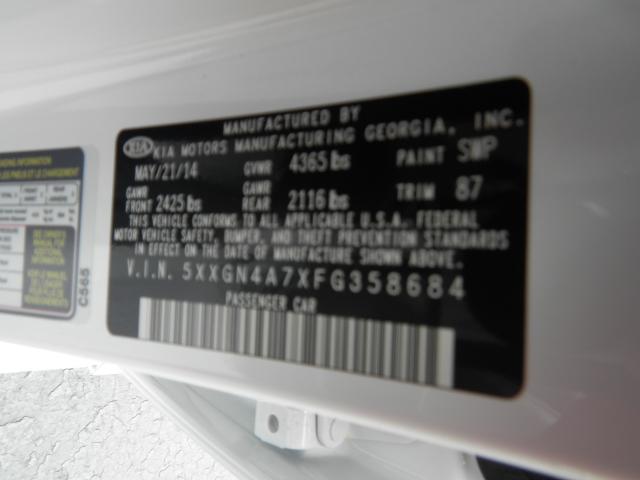 MANUFACTURED BY
KIA KIA MOTORS MANUFACTURING GEORGIA, INC.
MAY/21/14 GVWR 4365 lbs PAINT SWP
GAWR FRONT 2425 lbs GAWR REAR 2116 lbs TRIM 87
THIS VEHICLE CONFORMS TO ALL APPLICABLE U.S.A. FEDERAL
MOTOR VEHICLE SAFETY, BUMPER, AND THEFT PREVENTION STANDARDS
IN EFFECT ON THE DATE OF MANUFACTURE SHOWN ABOVE.
V.I.N. 5XXGN4A7XFG358684
PASSENGER CAR
C565